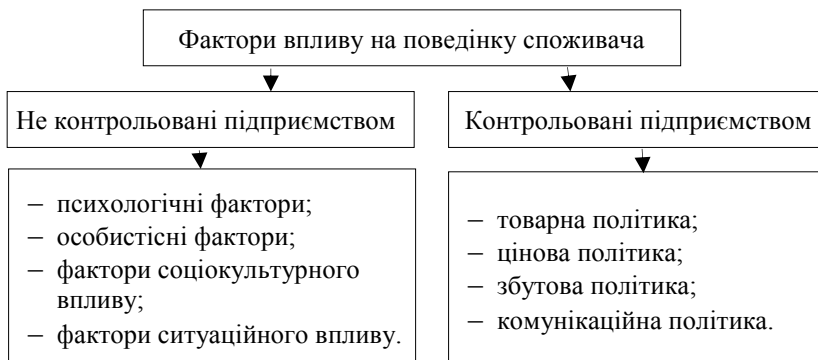 Фактори впливу на поведінку споживача
Не контрольовані підприємством
Контрольовані підприємством
– психологічні фактори;
– особистісні фактори;
– фактори соціокультурного
впливу;
– фактори ситуаційного впливу.
– товарна політика;
– цінова політика;
– збутова політика;
– комунікаційна політика.